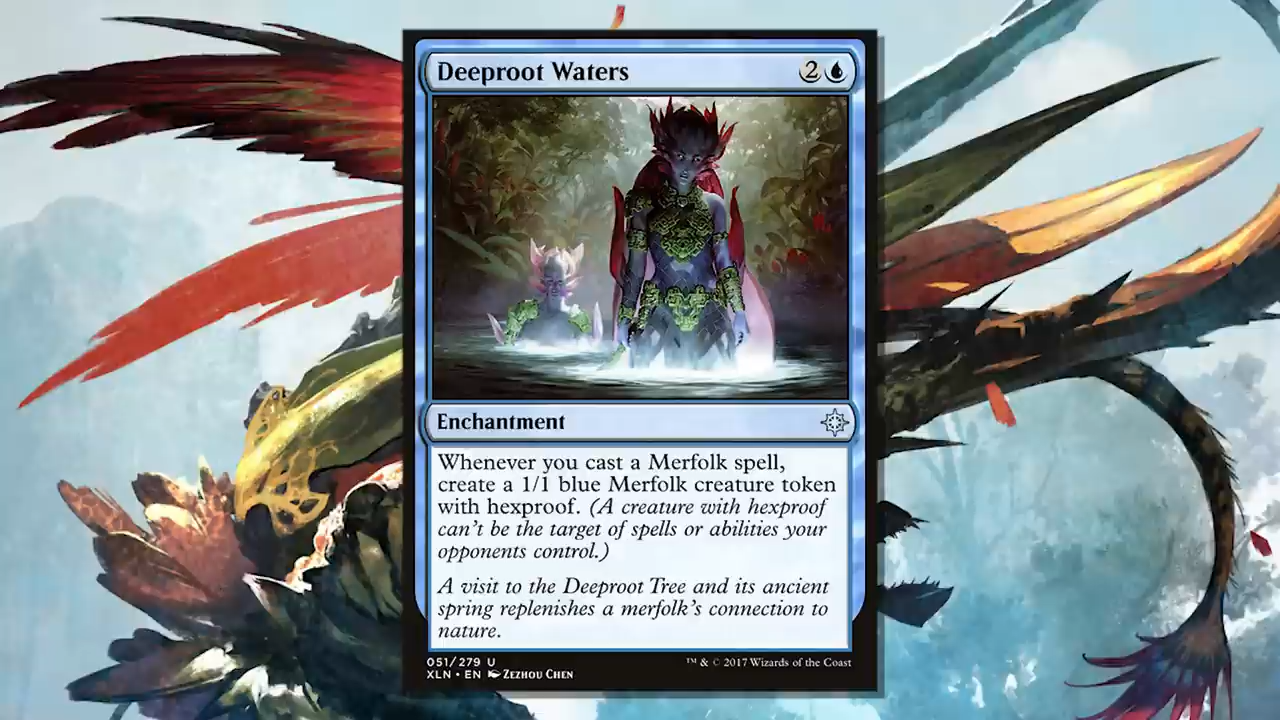 Deeproot Waters 2
Enchantment
Whenever you cast a Merfolk spell,
create a 1/1 blue Merfolk creature token
with hexproof. (A creature with hexproof
can't be the target of spells or abilities your
opponents control.)
A visit to the Deeproot Tree and its ancient
spring replenishes a merfolk's connection to
nature.
051/279 U
XLN • EN Zezhou Chen
™ & © 2017 Wizards of the Coast